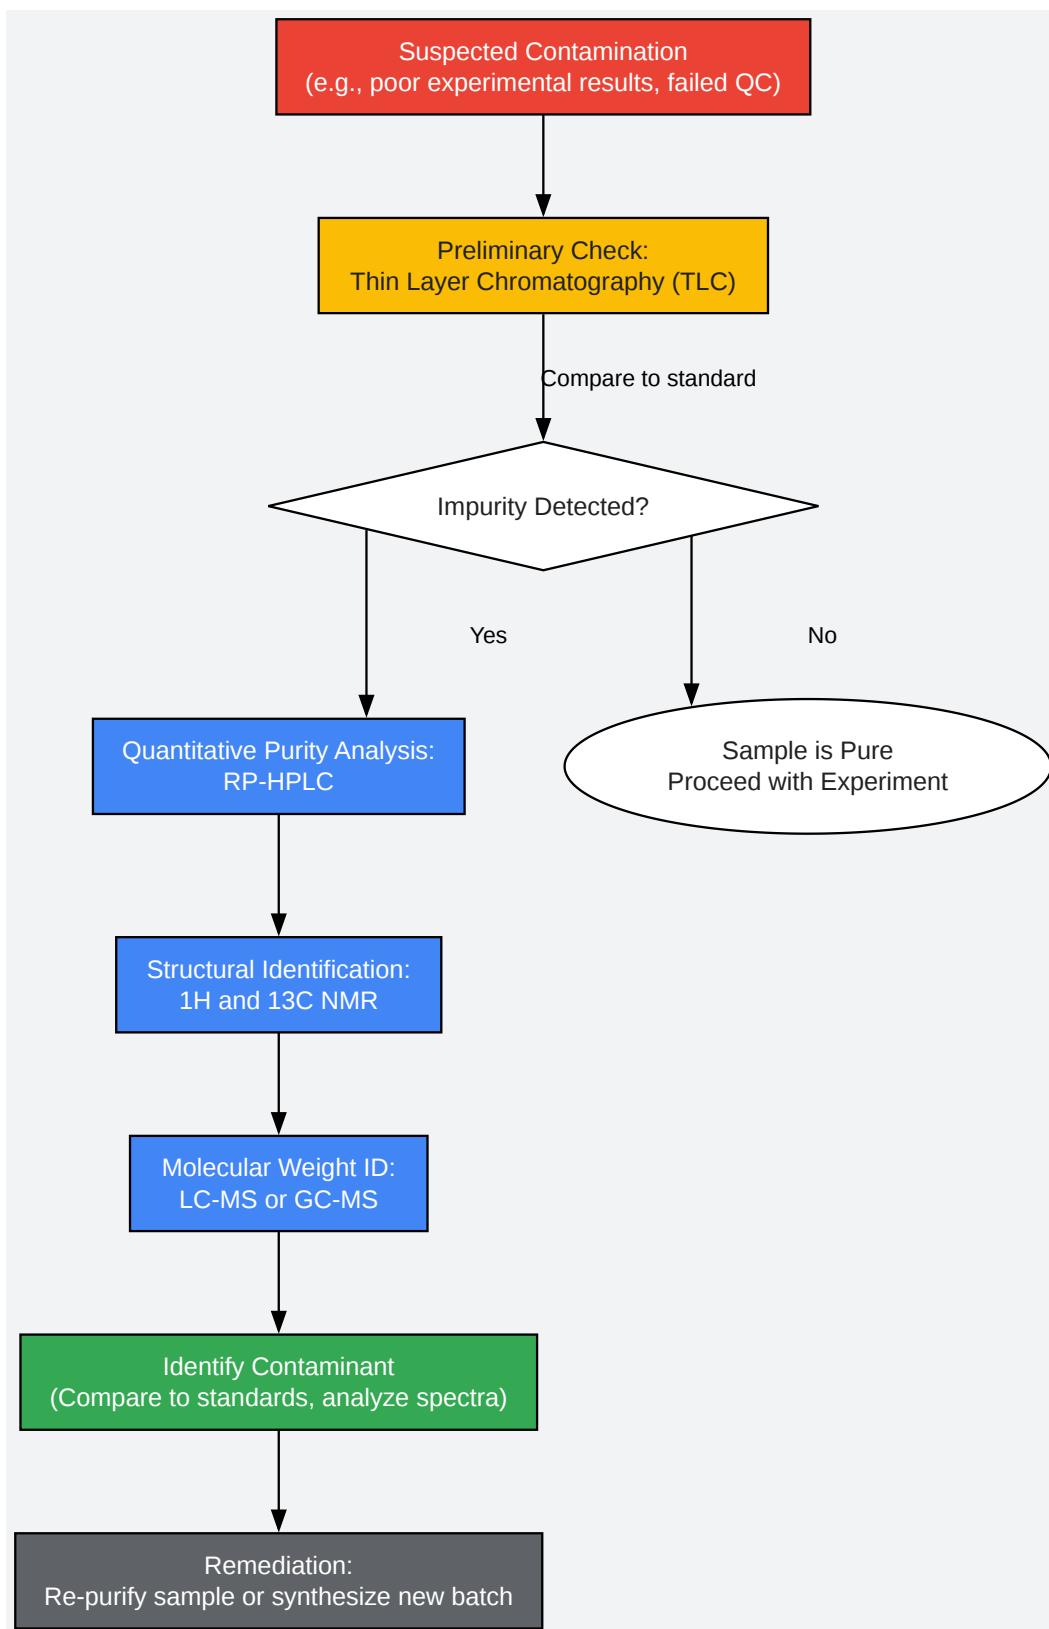 Suspected Contamination
(e.g., poor experimental results, failed QC)
Preliminary Check:
Thin Layer Chromatography (TLC)
Compare to standard
Impurity Detected?
Yes
No
Quantitative Purity Analysis:
RP-HPLC
Sample is Pure
Proceed with Experiment
Structural Identification:
1H and 13C NMR
Molecular Weight ID:
LC-MS or GC-MS
Identify Contaminant
(Compare to standards, analyze spectra)
Remediation:
Re-purify sample or synthesize new batch